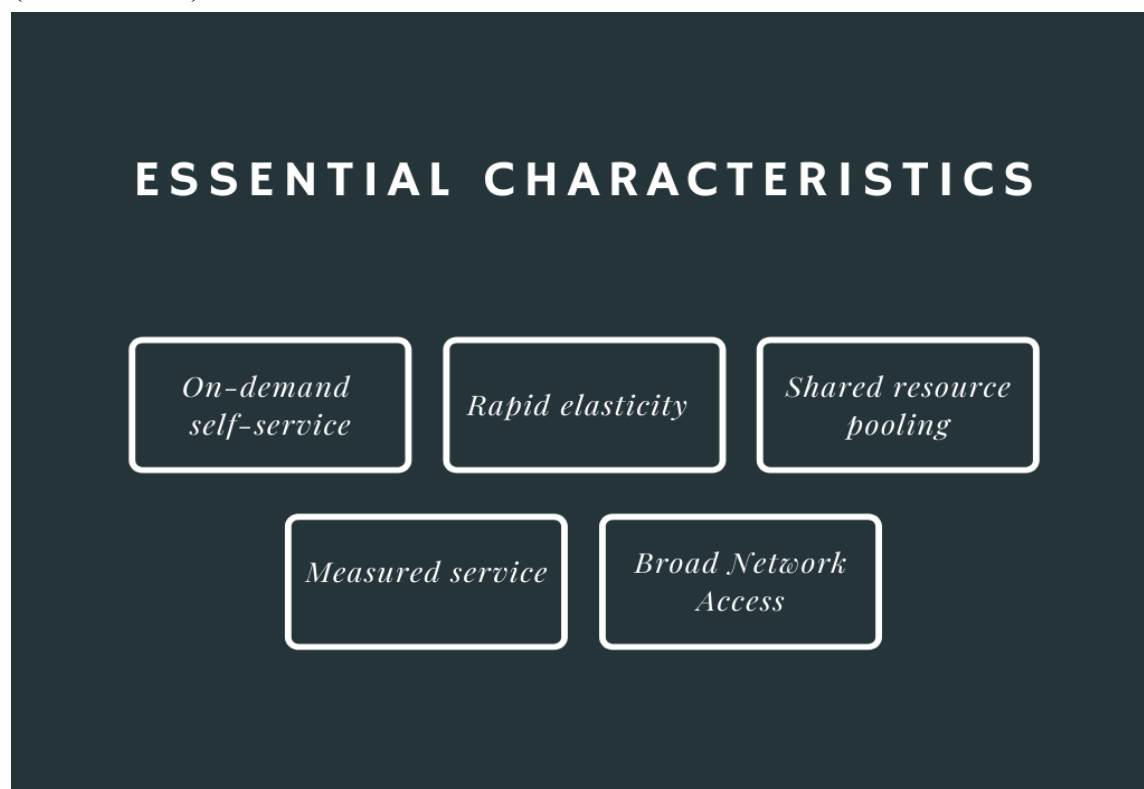 ESSENTIAL CHARACTERISTICS
On-demand
self-service
Rapid elasticity
Shared resource
pooling
Measured service
Broad Network
Access